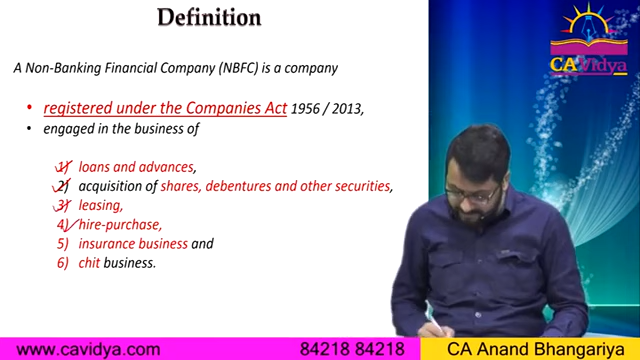 Definition
A Non-Banking Financial Company (NBFC) is a company
• registered under the Companies Act 1956 / 2013,
• engaged in the business of
1) loans and advances,
2) acquisition of shares, debentures and other securities,
3) leasing,
4) hire-purchase,
5) insurance business and
6) chit business.
CAVidya
www.cavidya.com
84218 84218
CA Anand Bhangariya